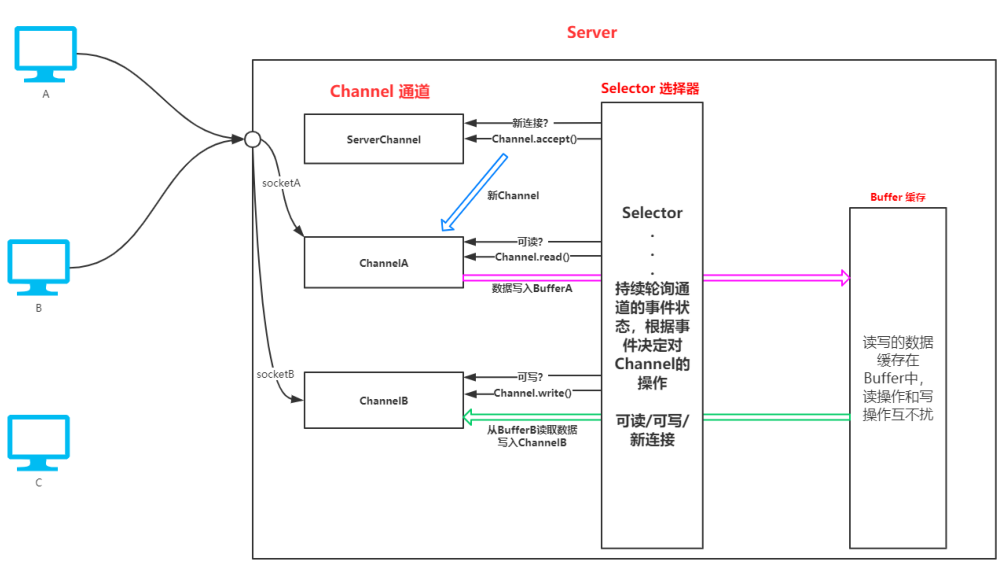 Server
A
Channel 通道
Selector 选择器
ServerChannel
新连接?
Channel.accept()
socketA
新Channel
Buffer 缓存
Selector
.
.
.
持续轮询通
道的事件状
态，根据事
件决定对
Channel的
操作
可读/可写/
新连接
ChannelA
可读?
Channel.read()
数据写入BufferA
B
读写的数据
缓存在
Buffer中，
读操作和写
操作互不扰
socketB
ChannelB
可写?
Channel.write()
从BufferB读取数据
写入ChannelB
C